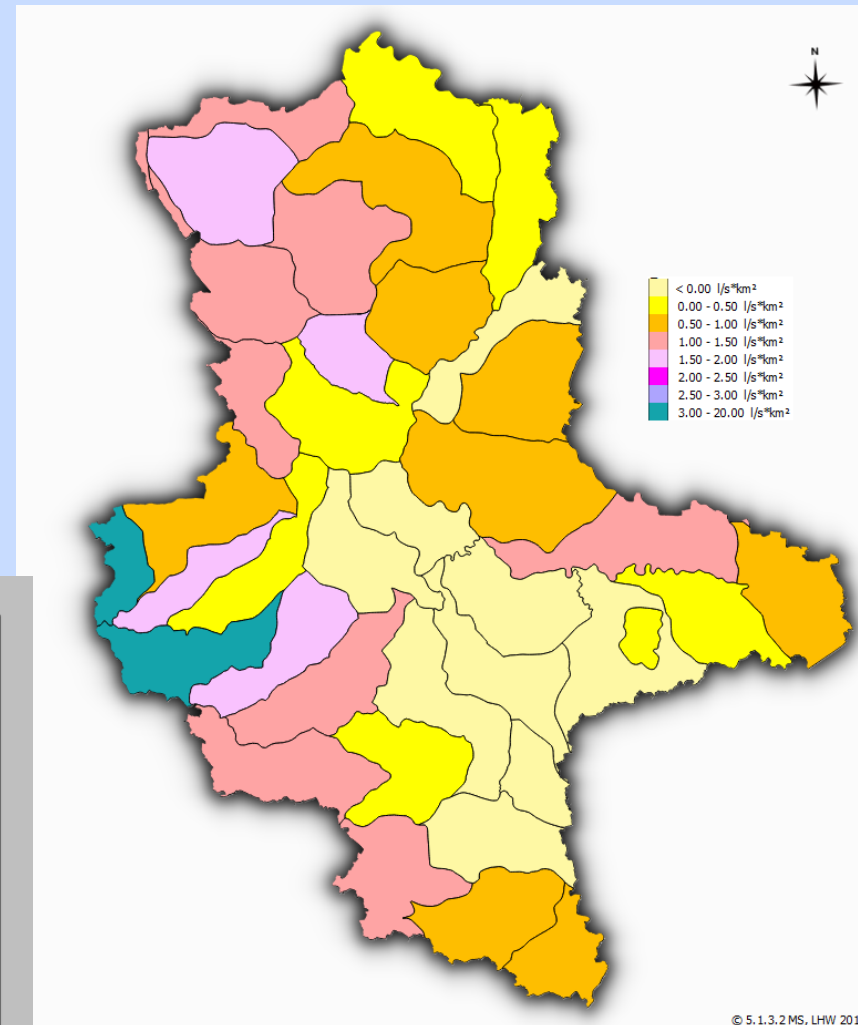 N
< 0.00 l/s*km²
0.00 - 0.50 l/s*km²
0.50 - 1.00 l/s*km²
1.00 - 1.50 l/s*km²
1.50 - 2.00 l/s*km²
2.00 - 2.50 l/s*km²
2.50 - 3.00 l/s*km²
3.00 - 20.00 l/s*km²
© 5.1.3.2 MS, LHW 201